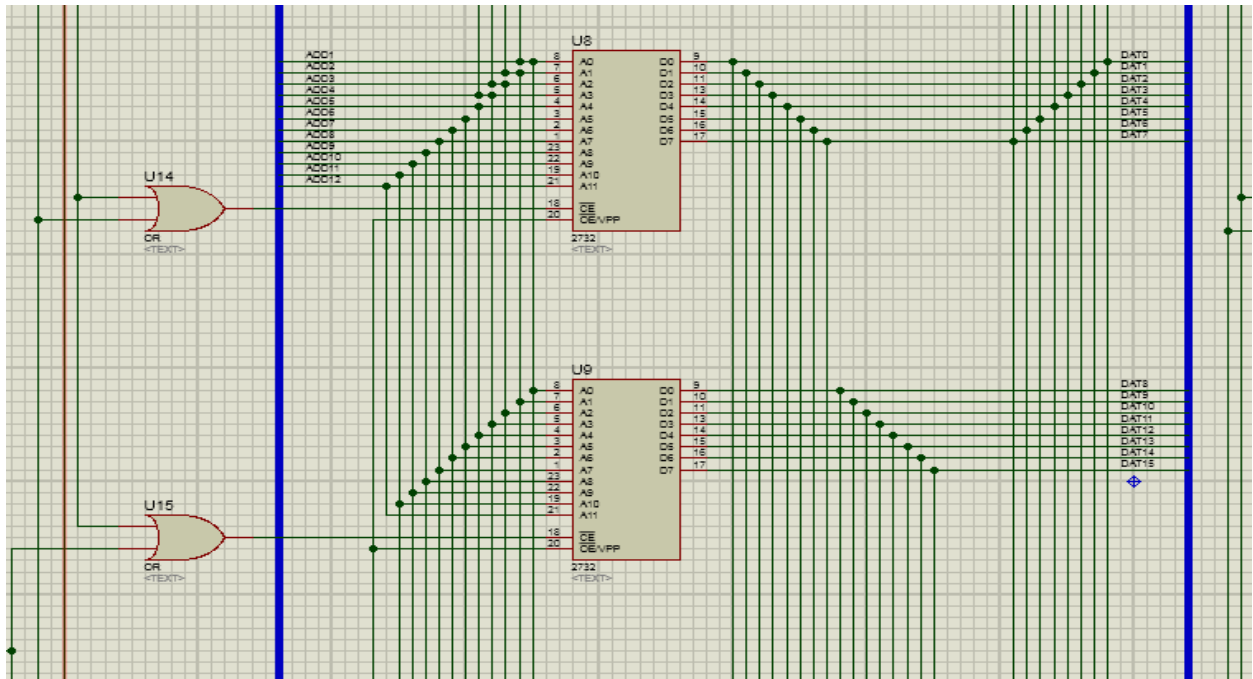 U8
ADD1 8 A0 D0 9 DAT0
ADD2 7 A1 D1 10 DAT1
ADD3 6 A2 D2 11 DAT2
ADD4 5 A3 D3 13 DAT3
ADD5 4 A4 D4 14 DAT4
ADD6 3 A5 D5 15 DAT5
ADD7 2 A6 D6 16 DAT6
ADD8 1 A7 D7 17 DAT7
ADD9 23 A8
ADD10 22 A9
ADD11 19 A10
ADD12 21 A11
U14
18 CE
20 OE/VPP
OR
<TEXT>
2732
<TEXT>
U9
8 A0 D0 9 DAT8
7 A1 D1 10 DAT9
6 A2 D2 11 DAT10
5 A3 D3 13 DAT11
4 A4 D4 14 DAT12
3 A5 D5 15 DAT13
2 A6 D6 16 DAT14
1 A7 D7 17 DAT15
23 A8
22 A9
19 A10
21 A11
U15
18 CE
20 OE/VPP
OR
<TEXT>
2732
<TEXT>